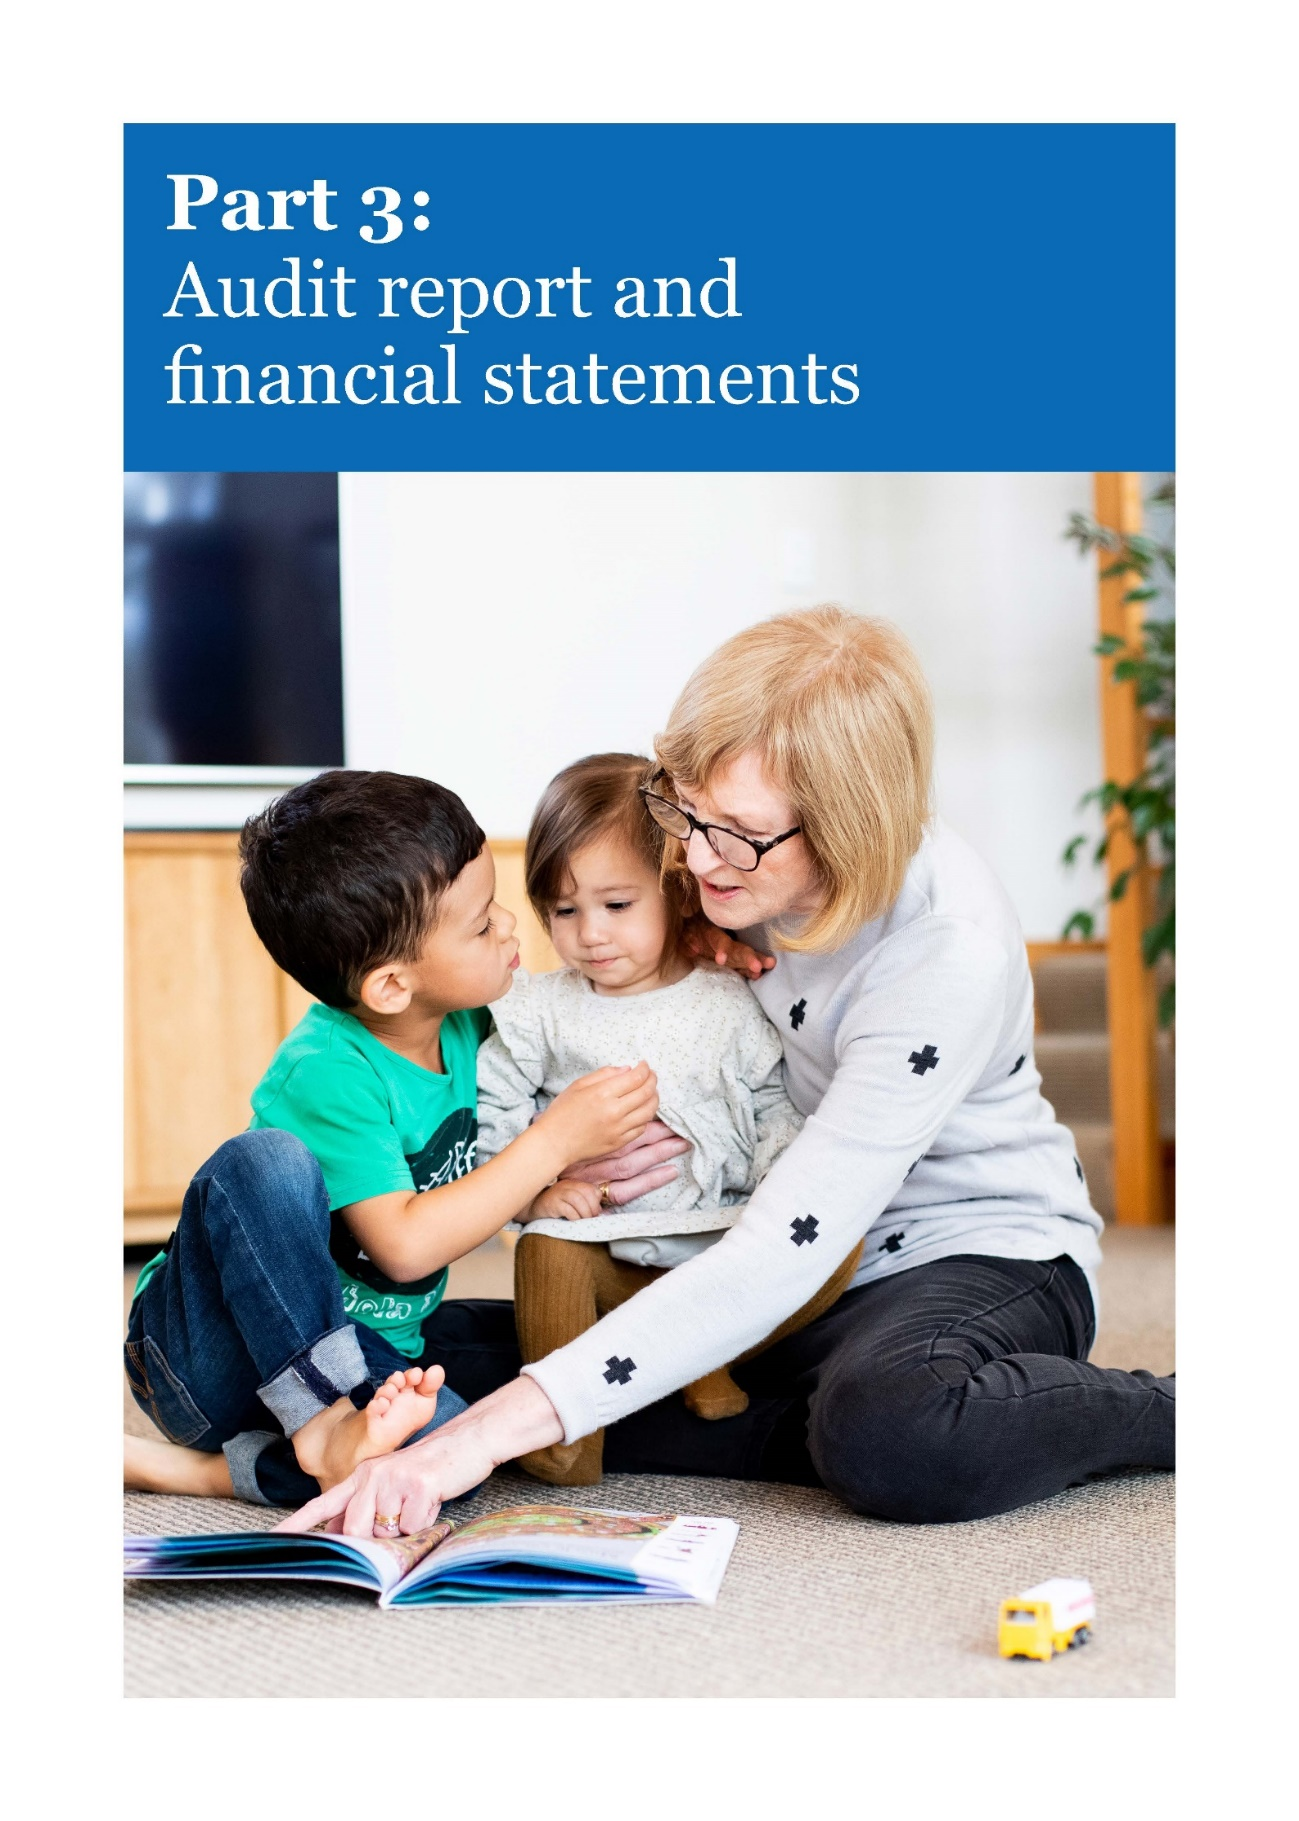 Part 3:
Audit report and
financial statements